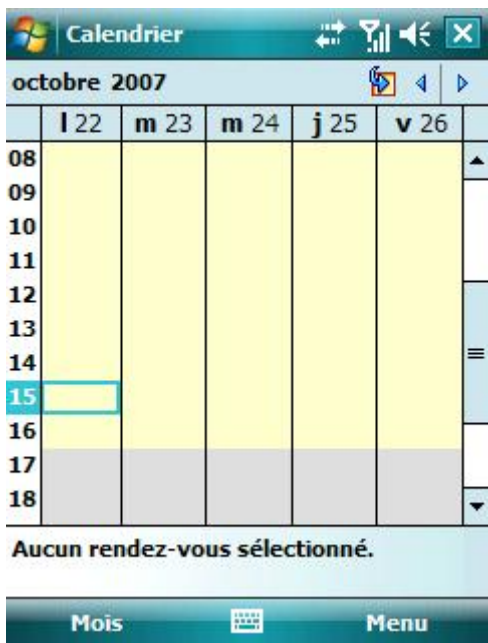 Calendrier
octobre 2007
l 22 m 23 m 24 j 25 v 26
08
09
10
11
12
13
14
15
16
17
18
Aucun rendez-vous sélectionné.
Mois Menu